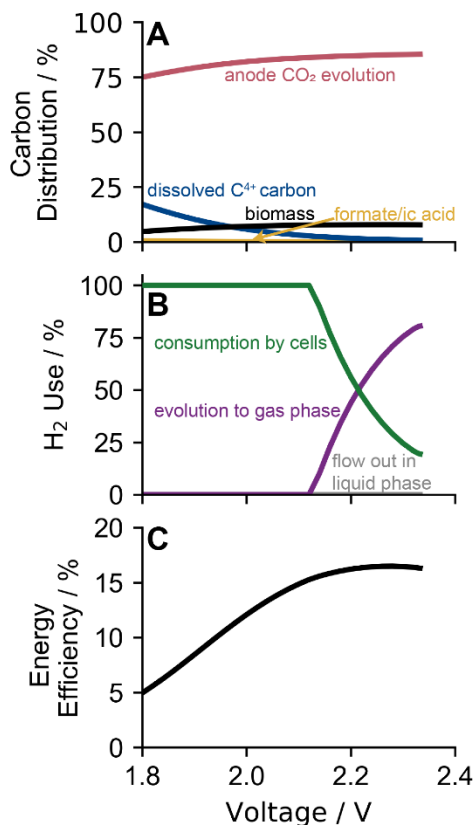 A
100
75
50
25
0
Carbon
Distribution / %
anode CO₂ evolution
dissolved C⁴⁺ carbon
biomass
formate/ic acid
B
100
75
50
25
0
H₂ Use / %
consumption by cells
evolution to gas phase
flow out in
liquid phase
C
20
15
10
5
0
Energy
Efficiency / %
1.8
2.0
2.2
2.4
Voltage / V